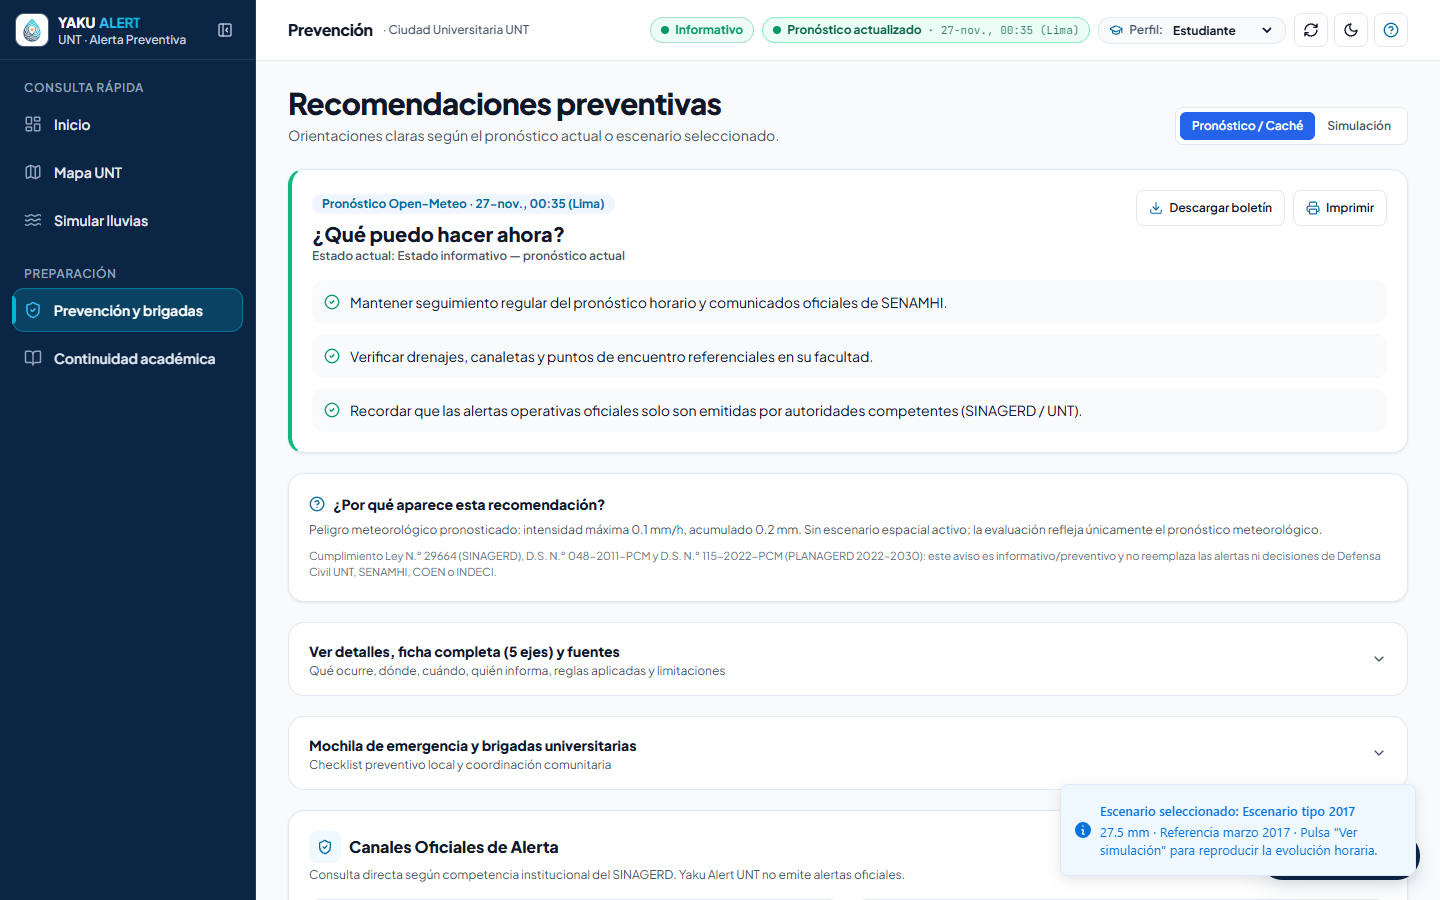 YAKU ALERT
UNT · Alerta Preventiva
CONSULTA RÁPIDA
Inicio
Mapa UNT
Simular lluvias
PREPARACIÓN
Prevención y brigadas
Continuidad académica
Prevención · Ciudad Universitaria UNT
Informativo
Pronóstico actualizado · 27-nov., 00:35 (Lima)
Perfil: Estudiante
Recomendaciones preventivas
Orientaciones claras según el pronóstico actual o escenario seleccionado.
Pronóstico / Caché
Simulación
Pronóstico Open-Meteo · 27-nov., 00:35 (Lima)
Descargar boletín
Imprimir
¿Qué puedo hacer ahora?
Estado actual: Estado informativo — pronóstico actual
Mantener seguimiento regular del pronóstico horario y comunicados oficiales de SENAMHI.
Verificar drenajes, canaletas y puntos de encuentro referenciales en su facultad.
Recordar que las alertas operativas oficiales solo son emitidas por autoridades competentes (SINAGERD / UNT).
¿Por qué aparece esta recomendación?
Peligro meteorológico pronosticado: intensidad máxima 0.1 mm/h, acumulado 0.2 mm. Sin escenario espacial activo; la evaluación refleja únicamente el pronóstico meteorológico.
Cumplimiento Ley N.° 29664 (SINAGERD), D.S. N.° 048-2011-PCM y D.S. N.° 115-2022-PCM (PLANAGERD 2022-2030): este aviso es informativo/preventivo y no reemplaza las alertas ni decisiones de Defensa
Civil UNT, SENAMHI, COEN o INDECI.
Ver detalles, ficha completa (5 ejes) y fuentes
Qué ocurre, dónde, cuándo, quién informa, reglas aplicadas y limitaciones
Mochila de emergencia y brigadas universitarias
Checklist preventivo local y coordinación comunitaria
Canales Oficiales de Alerta
Consulta directa según competencia institucional del SINAGERD. Yaku Alert UNT no emite alertas oficiales.
Escenario seleccionado: Escenario tipo 2017
27.5 mm · Referencia marzo 2017 · Pulsa "Ver
simulación" para reproducir la evolución horaria.